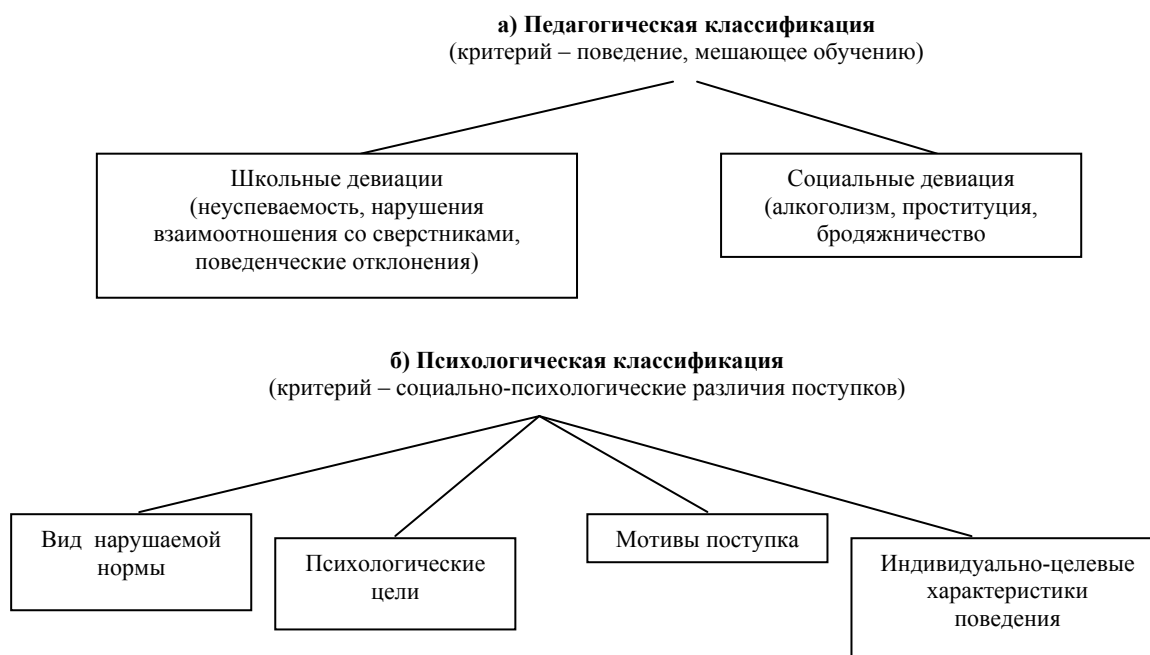 а) Педагогическая классификация
(критерий – поведение, мешающее обучению)
Школьные девиации
(неуспеваемость, нарушения
взаимоотношения со сверстниками,
поведенческие отклонения)
Социальные девиация
(алкоголизм, проституция,
бродяжничество
б) Психологическая классификация
(критерий – социально-психологические различия поступков)
Вид нарушаемой
нормы
Психологические
цели
Мотивы поступка
Индивидуально-целевые
характеристики
поведения